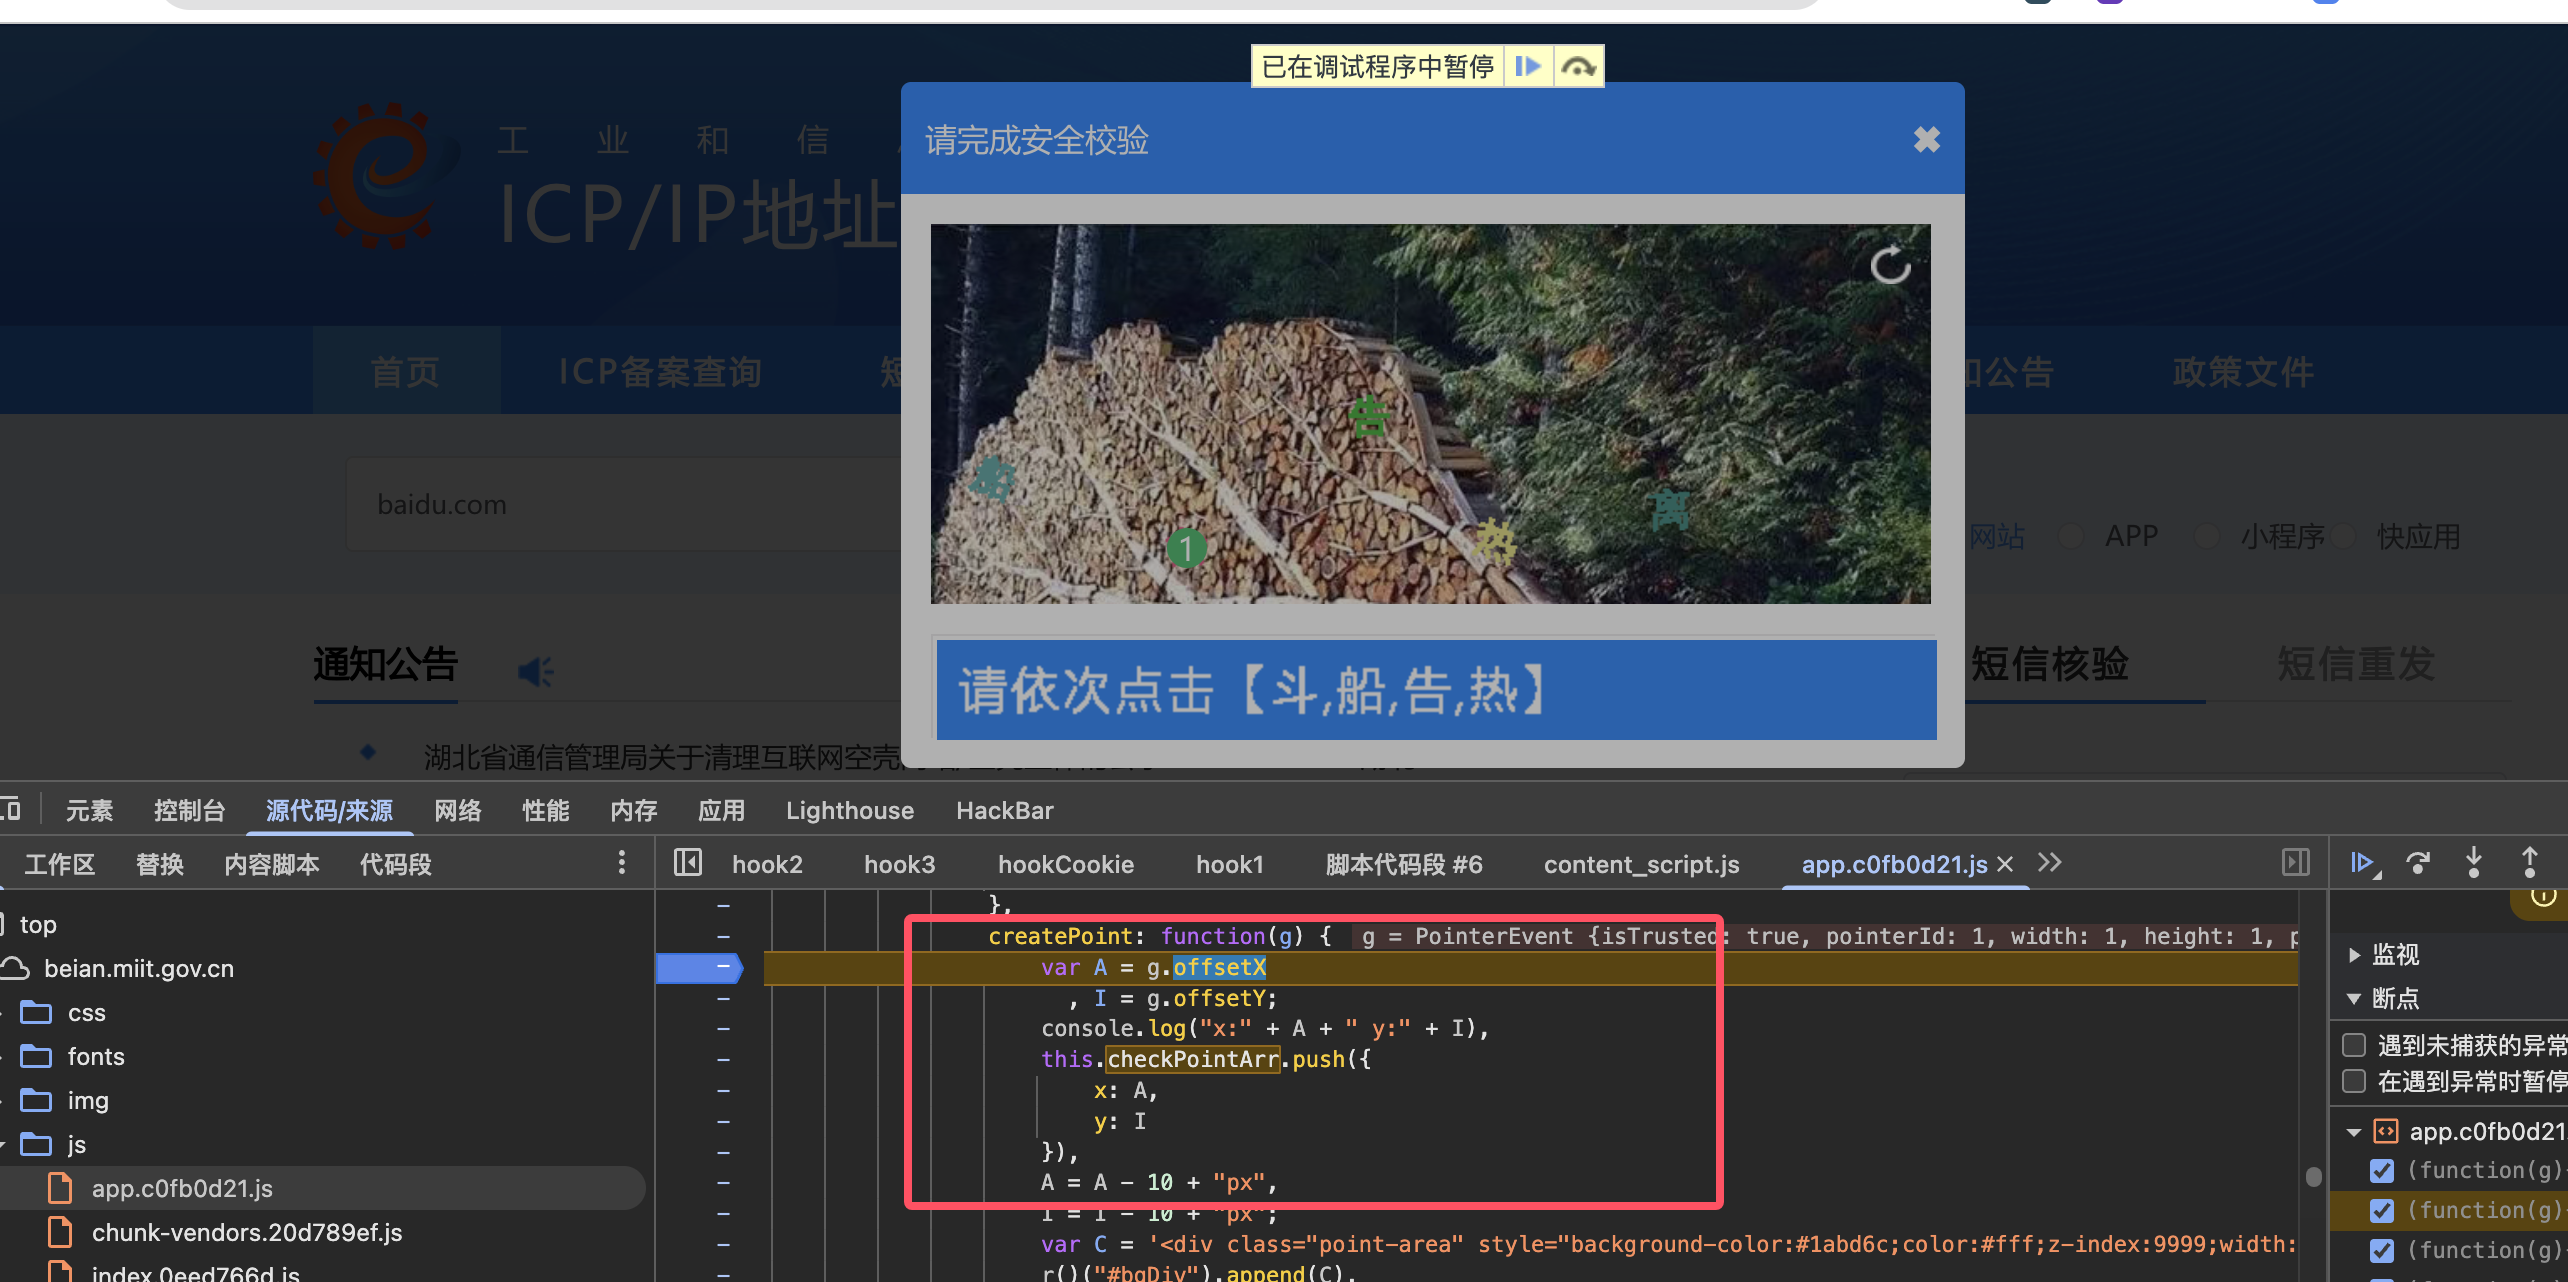 已在调试程序中暂停
请完成安全校验
✖
工 业 和 信
ICP/IP地址
首页
ICP备案查询
短
知公告
政策文件
告
船
离
热
1
baidu.com
网站
APP
小程序
快应用
通知公告
请依次点击【斗,船,告,热】
短信核验
短信重发
湖北省通信管理局关于清理互联网空壳
元素
控制台
源代码/来源
网络
性能
内存
应用
Lighthouse
HackBar
工作区
替换
内容脚本
代码段
hook2
hook3
hookCookie
hook1
脚本代码段 #6
content_script.js
app.c0fb0d21.js
top
beian.miit.gov.cn
css
fonts
img
js
app.c0fb0d21.js
chunk-vendors.20d789ef.js
index.0eed766d.js
},
createPoint: function(g) { g = PointerEvent {isTrusted: true, pointerId: 1, width: 1, height: 1, p
var A = g.offsetX
, I = g.offsetY;
console.log("x:" + A + " y:" + I),
this.checkPointArr.push({
x: A,
y: I
}),
A = A - 10 + "px",
I = I - 10 + "px";
var C = '<div class="point-area" style="background-color:#1abd6c;color:#fff;z-index:9999;width:
r()("#bgDiv").append(C),
监视
断点
遇到未捕获的异常
在遇到异常时暂停
app.c0fb0d21.
(function(g)
(function(g)
(function(g)